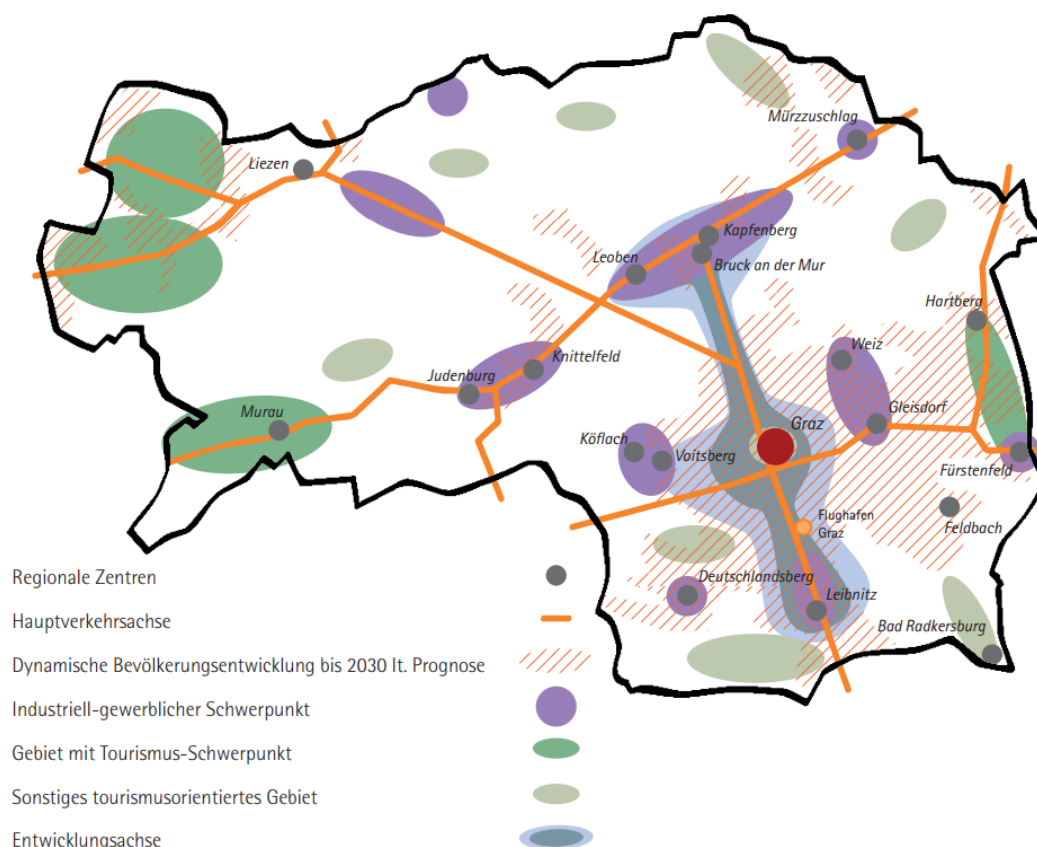 Mürzzuschlag
Liezen
Kapfenberg
Leoben
Bruck an der Mur
Hartberg
Weiz
Knittelfeld
Judenburg
Murau
Gleisdorf
Graz
Köflach
Voitsberg
Fürstenfeld
Flughafen
Graz
Feldbach
Deutschlandsberg
Leibnitz
Bad Radkersburg
Regionale Zentren
Hauptverkehrsachse
Dynamische Bevölkerungsentwicklung bis 2030 lt. Prognose
Industriell-gewerblicher Schwerpunkt
Gebiet mit Tourismus-Schwerpunkt
Sonstiges tourismusorientiertes Gebiet
Entwicklungsachse